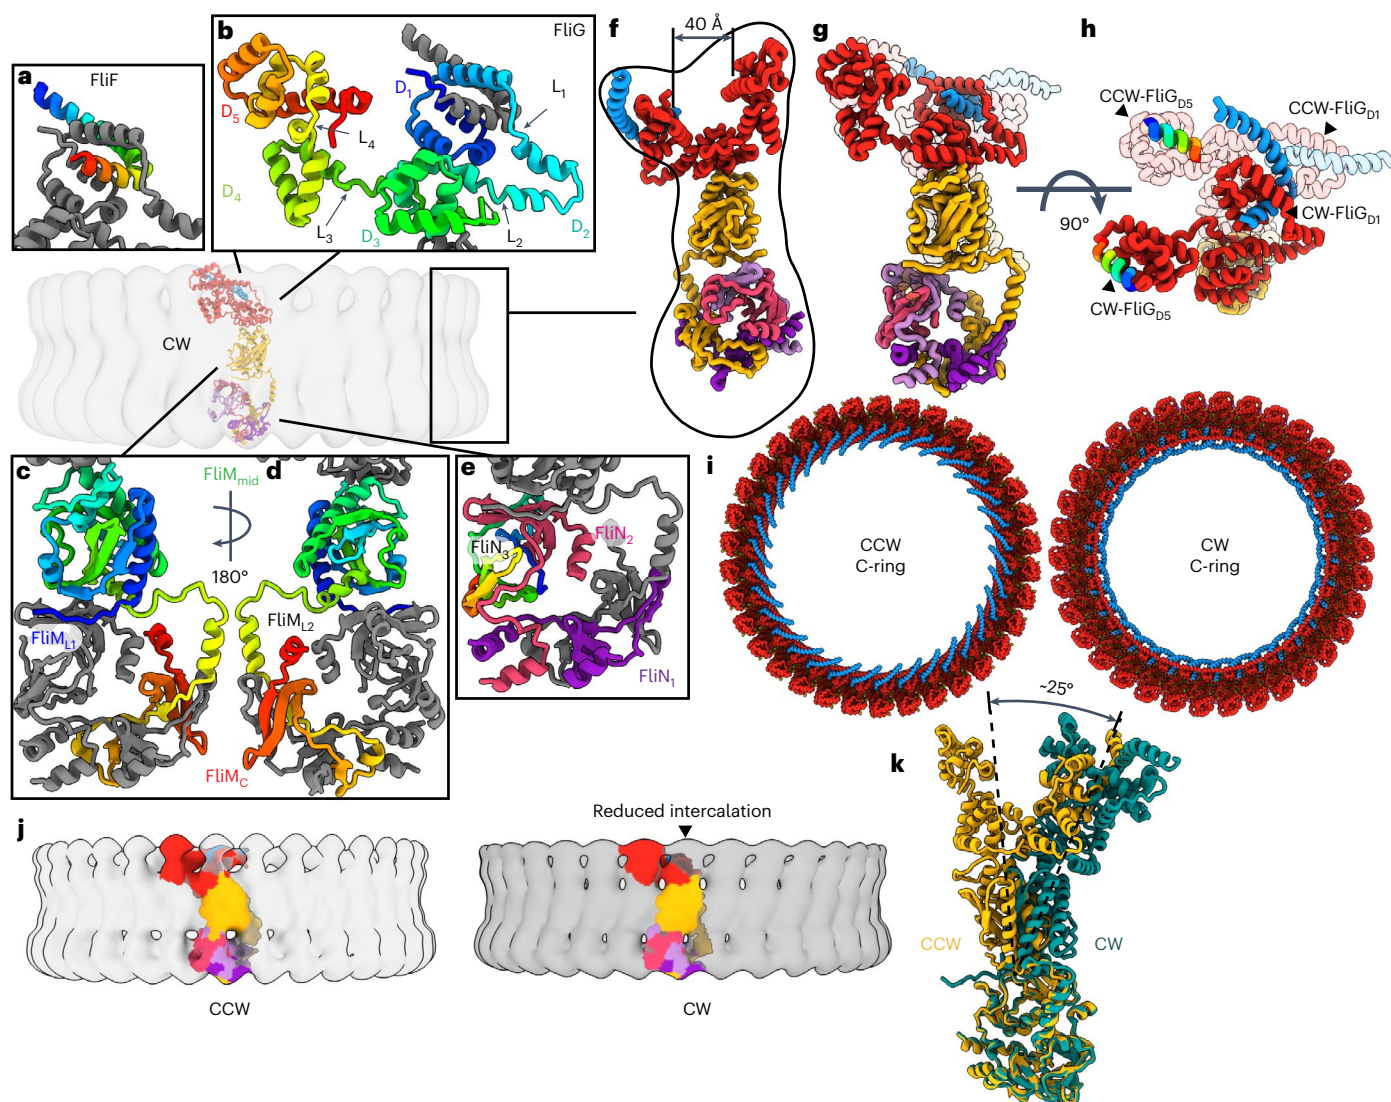 a
FliF
b
FliG
D1
L1
D5
L4
D4
L3
D3
L2
D2
f
40 Å
g
h
CCW-FliGD5
CCW-FliGD1
CW-FliGD1
CW-FliGD5
90°
CW
c
FliMmid
d
180°
FliML1
FliML2
FliMC
e
FliN3
FliN2
FliN1
i
CCW
C-ring
CW
C-ring
~25°
k
CCW
CW
j
Reduced intercalation
CCW
CW